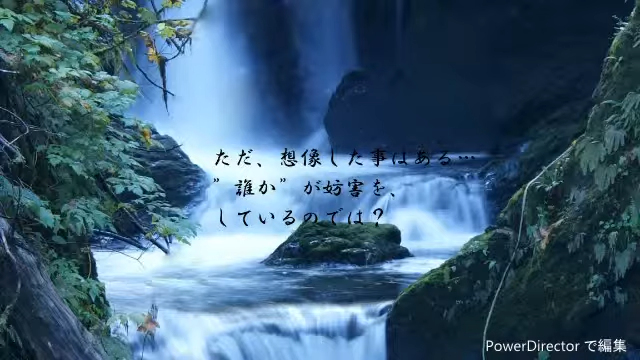 ただ、想像した事はある…
”誰か”が妨害を、
しているのでは？
PowerDirector で編集